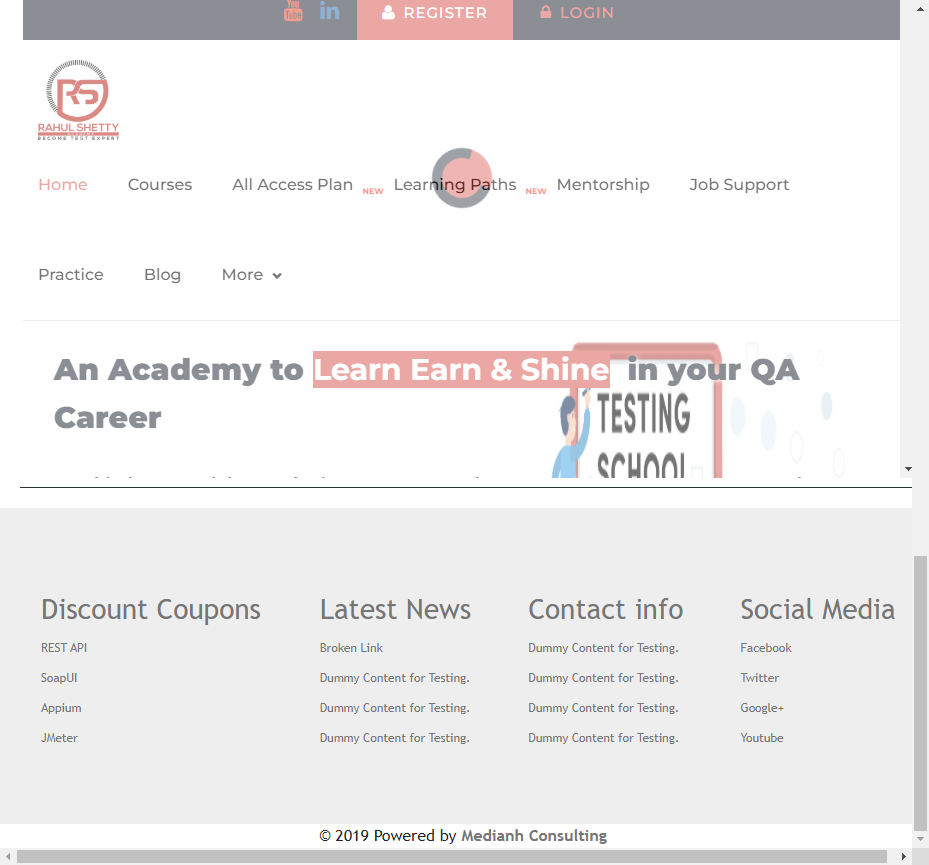 You Tube in REGISTER LOGIN
RS
RAHUL SHETTY
ACADEMY
BECOME TEST EXPERT
Home Courses All Access Plan NEW Learning Paths NEW Mentorship Job Support
Practice Blog More
An Academy to Learn Earn & Shine in your QA
Career
TESTING
SCHOOL
Discount Coupons Latest News Contact info Social Media
REST API Broken Link Dummy Content for Testing. Facebook
SoapUI Dummy Content for Testing. Dummy Content for Testing. Twitter
Appium Dummy Content for Testing. Dummy Content for Testing. Google+
JMeter Dummy Content for Testing. Dummy Content for Testing. Youtube
© 2019 Powered by Medianh Consulting